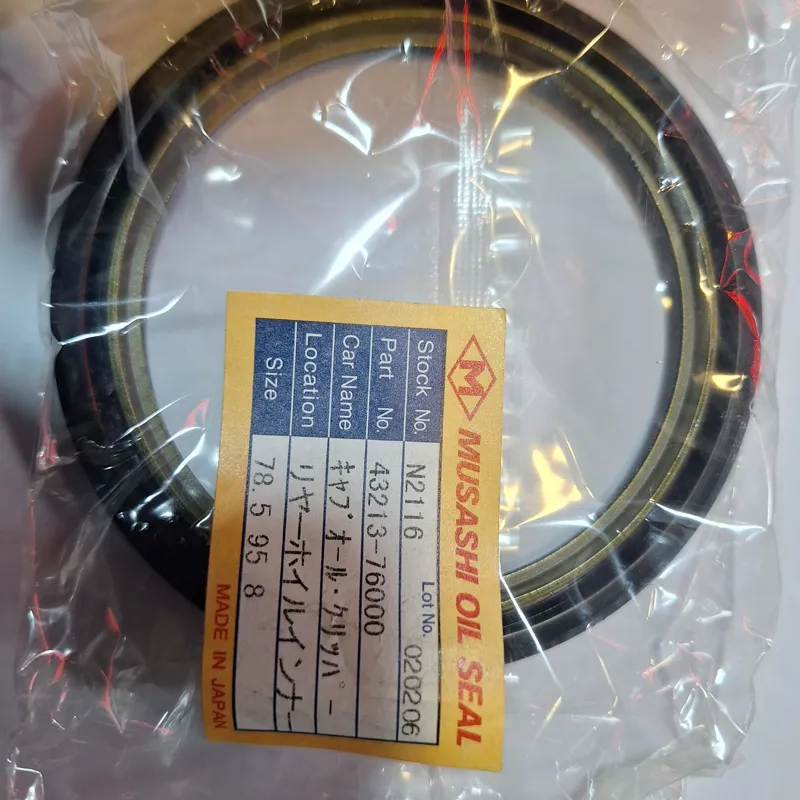 M MUSASHI OIL SEAL
Stock No. N2116 Lot No. 020206
Part No. 43213-76000
Car Name キャブオール・クリッパー
Location リヤーホイルインナー
Size 78.5 95 8
MADE IN JAPAN